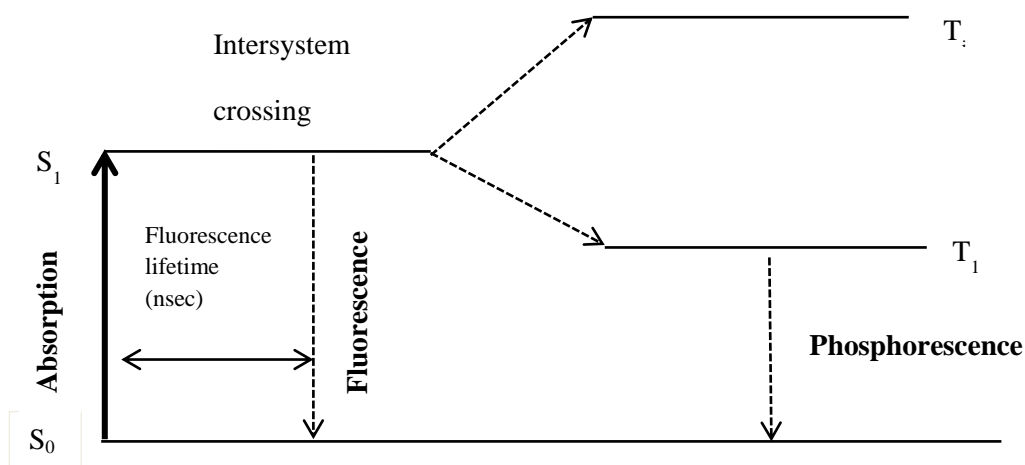 Intersystem
crossing
T
S₁
Fluorescence
lifetime
(nsec)
Absorption
Fluorescence
T₁
Phosphorescence
S₀